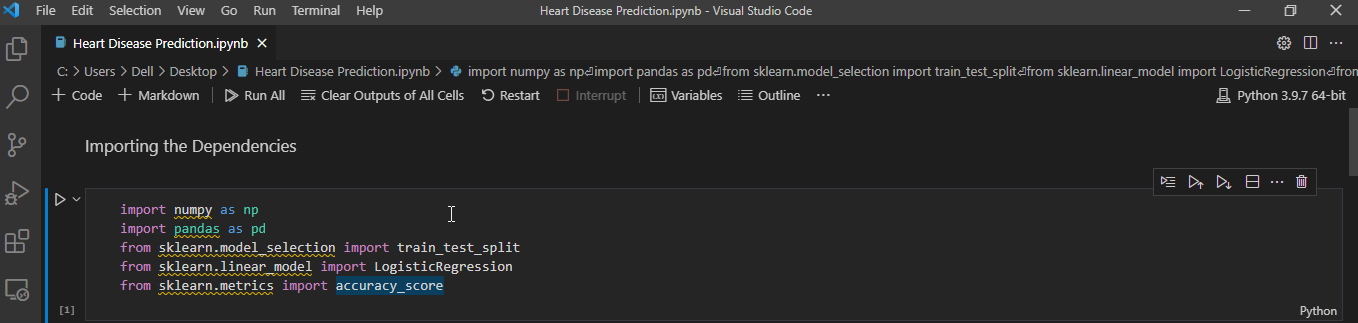 File Edit Selection View Go Run Terminal Help Heart Disease Prediction.ipynb - Visual Studio Code
Heart Disease Prediction.ipynb
C: > Users > Dell > Desktop > Heart Disease Prediction.ipynb > import numpy as np⏎import pandas as pd⏎from sklearn.model_selection import train_test_split⏎from sklearn.linear_model import LogisticRegression⏎from
+ Code + Markdown Run All Clear Outputs of All Cells Restart Interrupt Variables Outline ... Python 3.9.7 64-bit
Importing the Dependencies
import numpy as np
import pandas as pd
from sklearn.model_selection import train_test_split
from sklearn.linear_model import LogisticRegression
from sklearn.metrics import accuracy_score
[1] Python